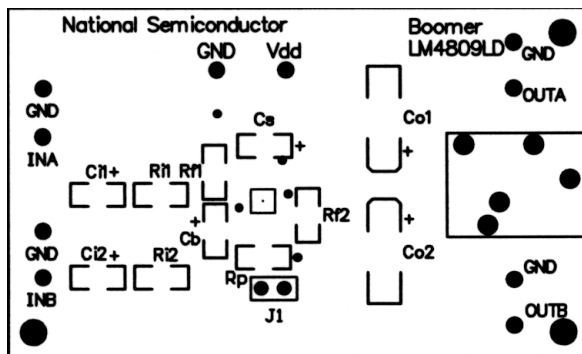 National Semiconductor
Boomer
LM4809LD
GND
Vdd
GND
OUTA
GND
INA
Cs
+
Co1
+
Ci1+
Ri1
Rf1
+
Cb
Rf2
+
Co2
GND
Ci2+
Ri2
Rp
INB
J1
GND
OUTB